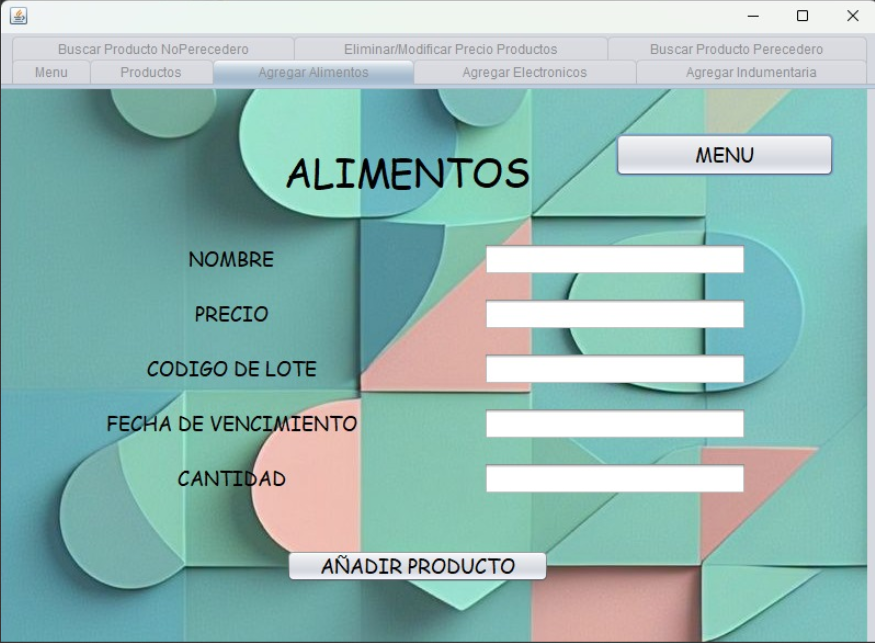 Buscar Producto NoPerecedero Eliminar/Modificar Precio Productos Buscar Producto Perecedero
Menu Productos Agregar Alimentos Agregar Electronicos Agregar Indumentaria
MENU
ALIMENTOS
NOMBRE
PRECIO
CODIGO DE LOTE
FECHA DE VENCIMIENTO
CANTIDAD
AÑADIR PRODUCTO